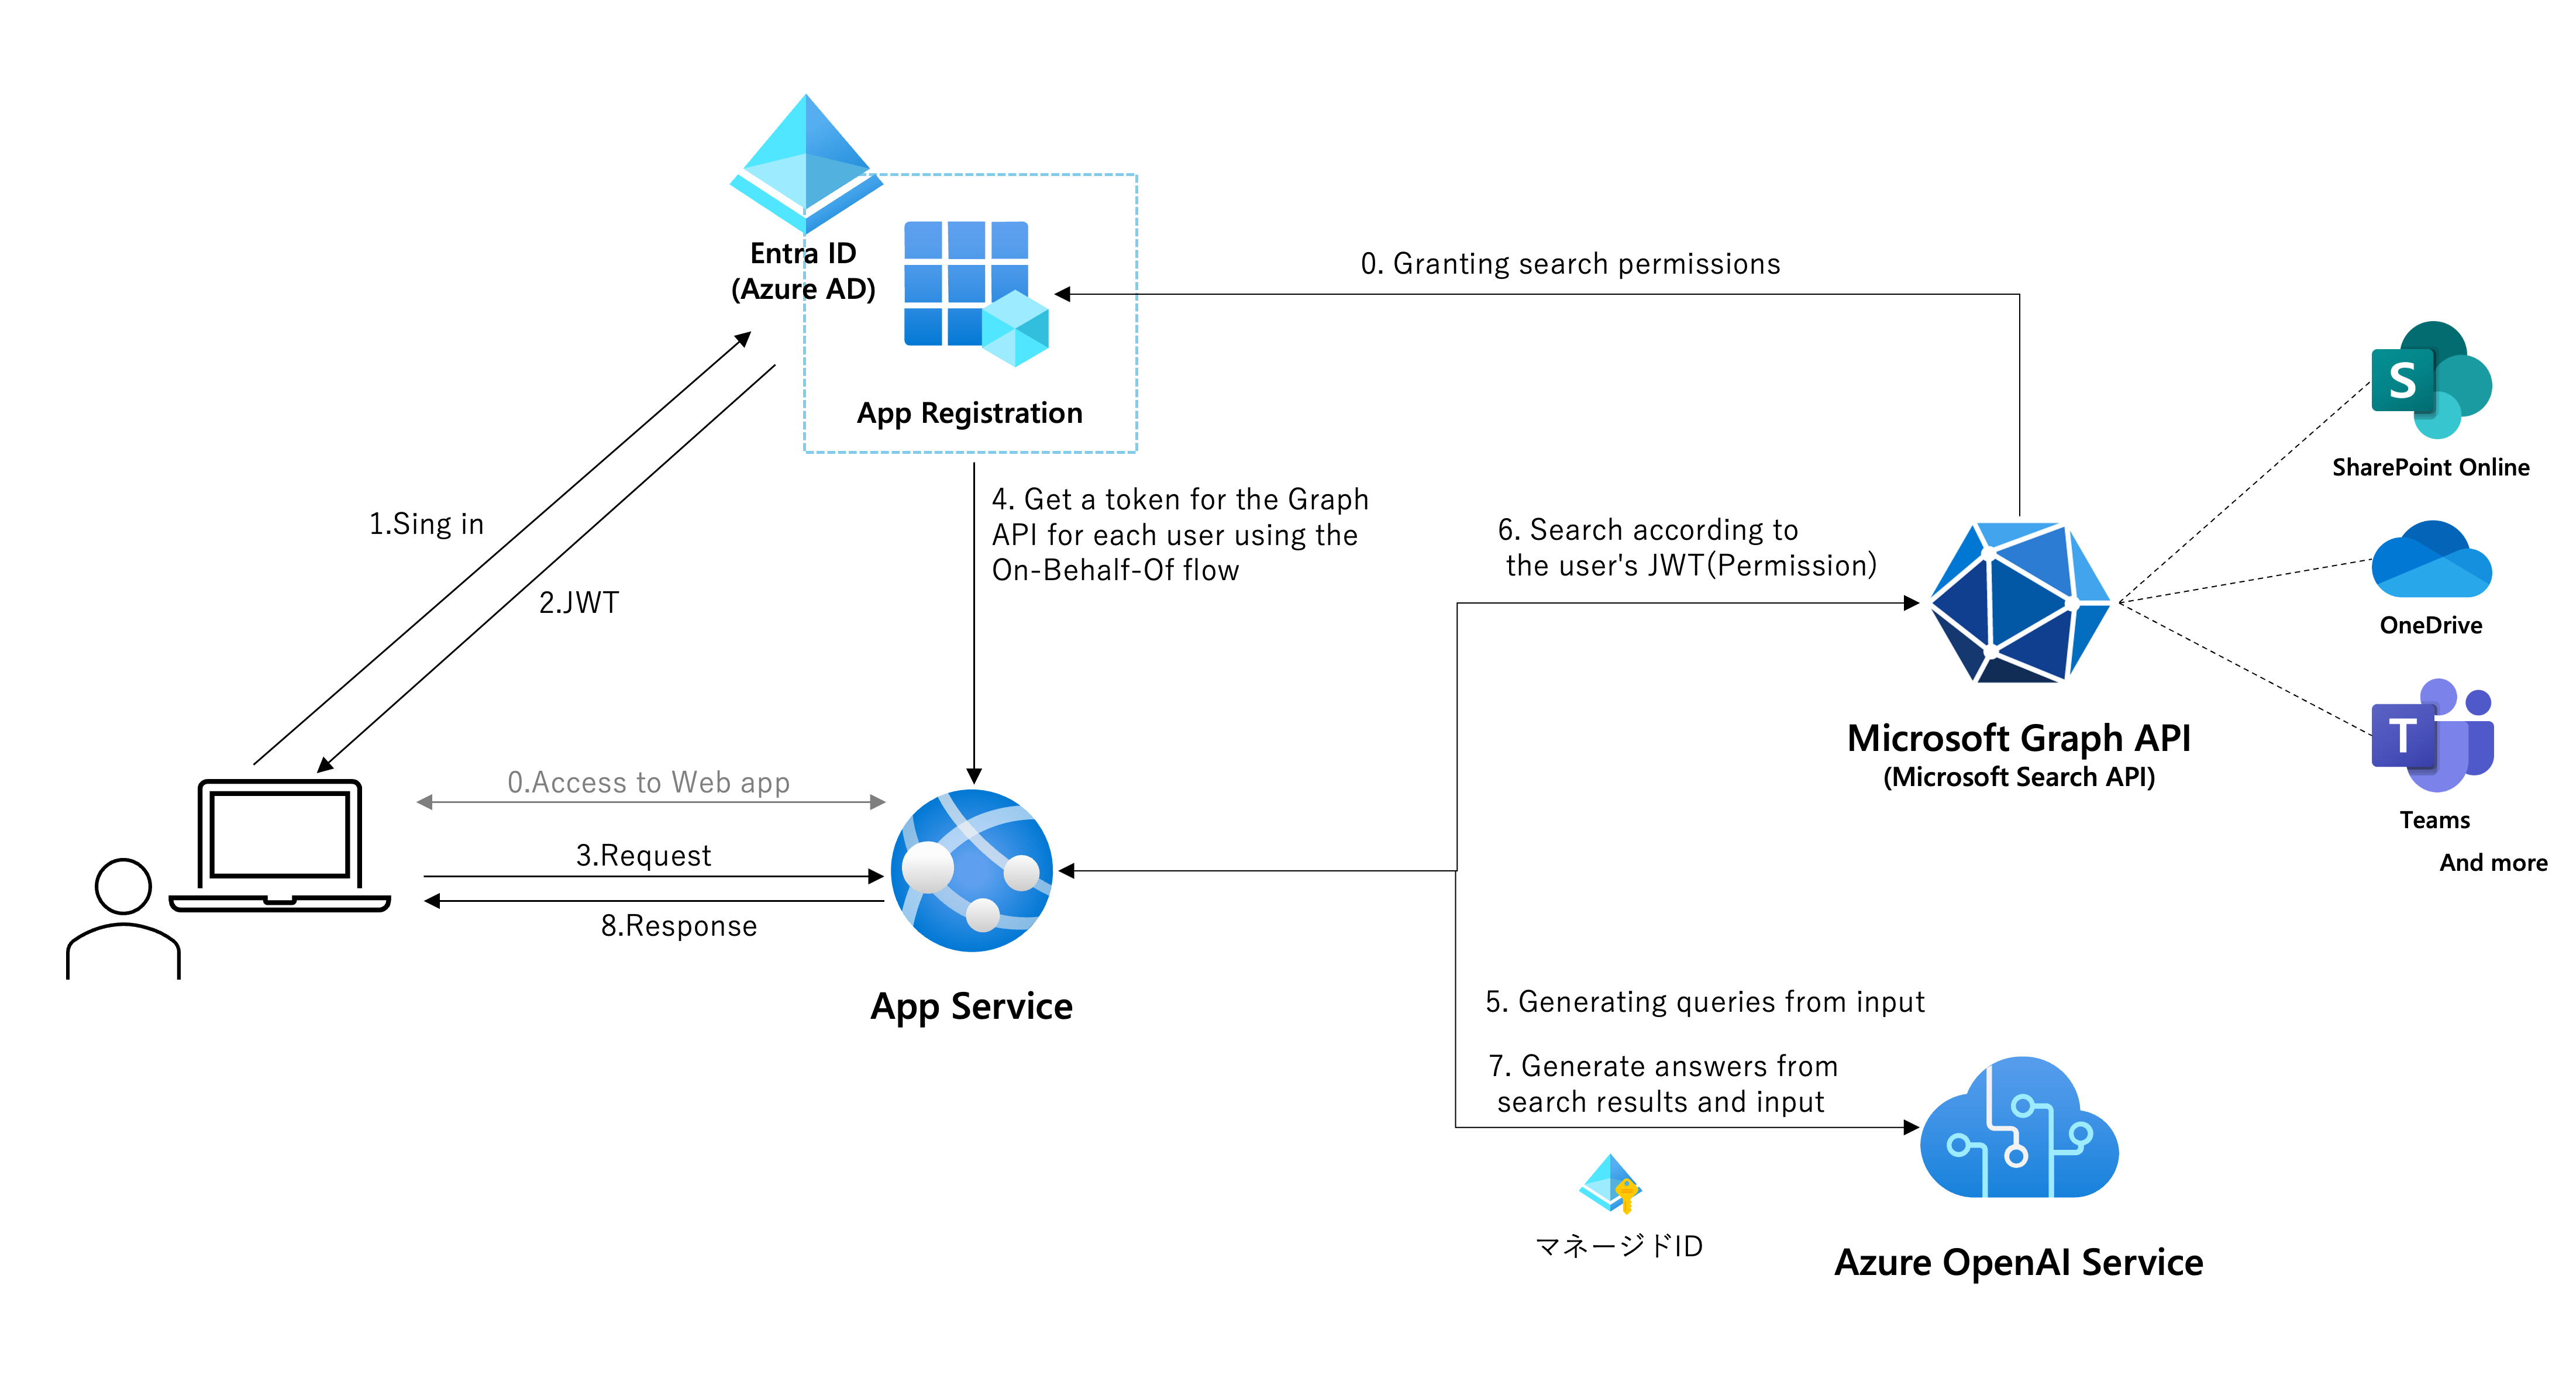 Entra ID
(Azure AD)
App Registration
0. Granting search permissions
S
SharePoint Online
1.Sing in
2.JWT
4. Get a token for the Graph
API for each user using the
On-Behalf-Of flow
6. Search according to
the user's JWT(Permission)
OneDrive
Microsoft Graph API
(Microsoft Search API)
T
Teams
And more
0.Access to Web app
3.Request
8.Response
App Service
5. Generating queries from input
7. Generate answers from
search results and input
マネージドID
Azure OpenAI Service